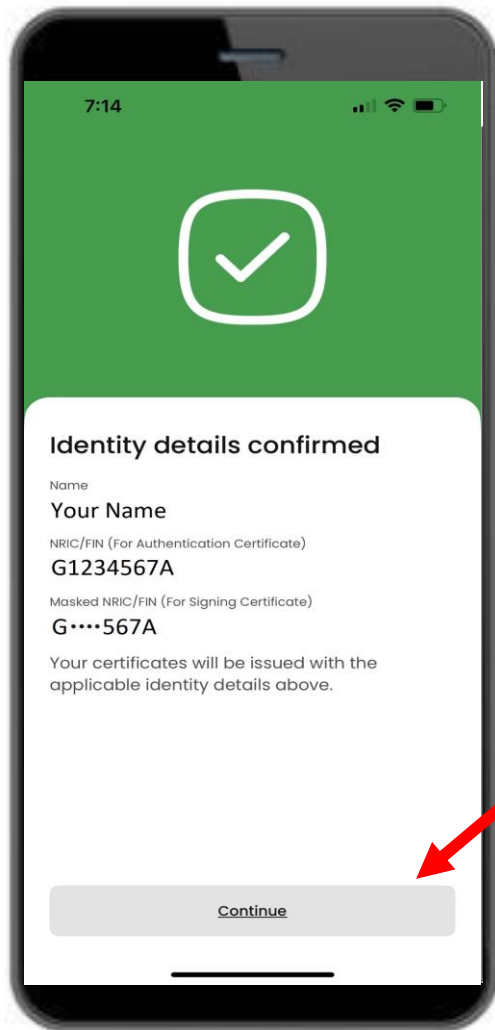 7:14
Identity details confirmed
Name
Your Name
NRIC/FIN (For Authentication Certificate)
G1234567A
Masked NRIC/FIN (For Signing Certificate)
G••••567A
Your certificates will be issued with the
applicable identity details above.
Continue